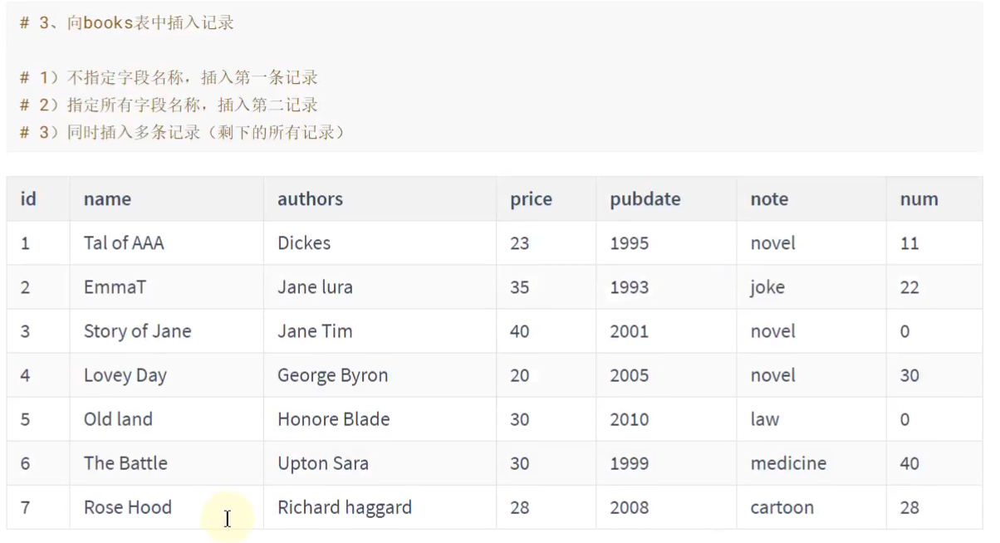 # 3、向books表中插入记录
# 1）不指定字段名称，插入第一条记录
# 2）指定所有字段名称，插入第二记录
# 3）同时插入多条记录（剩下的所有记录）
id name authors price pubdate note num
1 Tal of AAA Dickes 23 1995 novel 11
2 EmmaT Jane lura 35 1993 joke 22
3 Story of Jane Jane Tim 40 2001 novel 0
4 Lovey Day George Byron 20 2005 novel 30
5 Old land Honore Blade 30 2010 law 0
6 The Battle Upton Sara 30 1999 medicine 40
7 Rose Hood Richard haggard 28 2008 cartoon 28